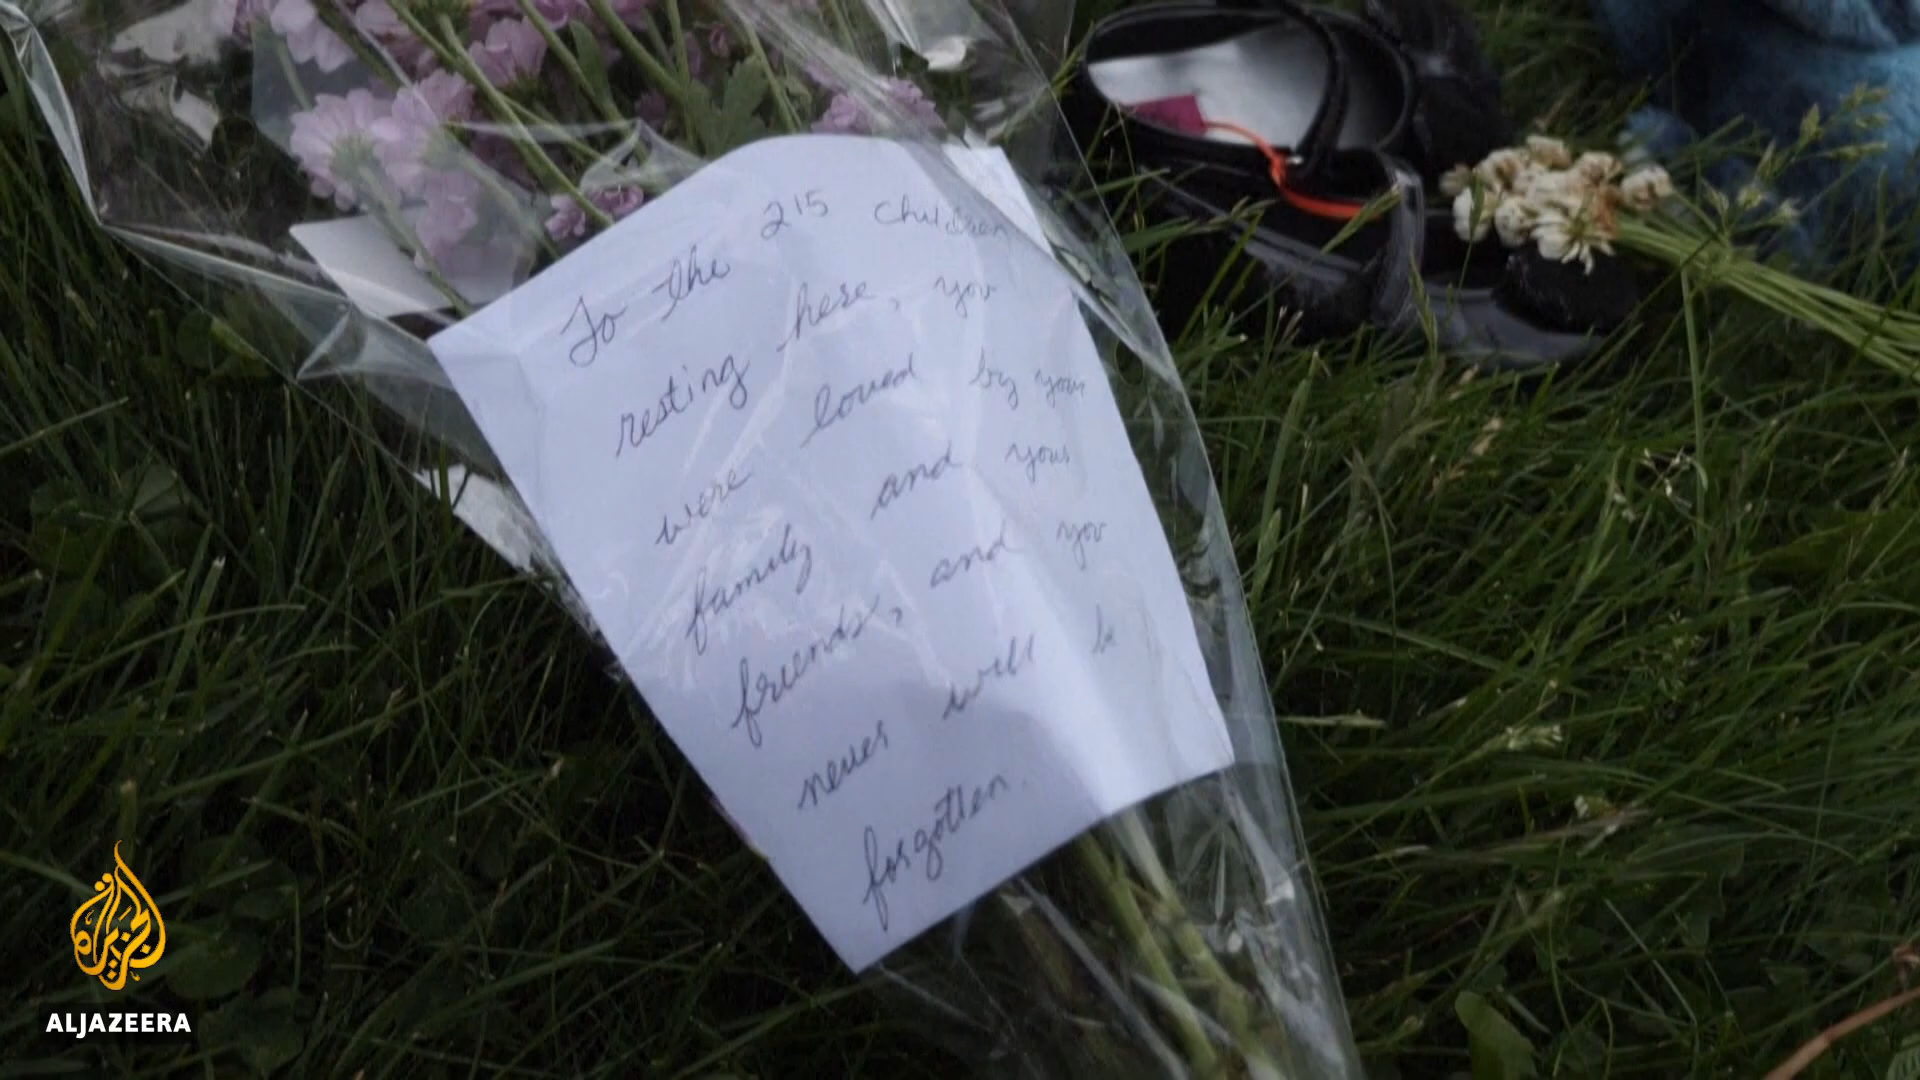 To the 215 children
resting here, you
were loved by your
family and your
friends, and you
never will be
forgotten.
الجزيرة
ALJAZEERA